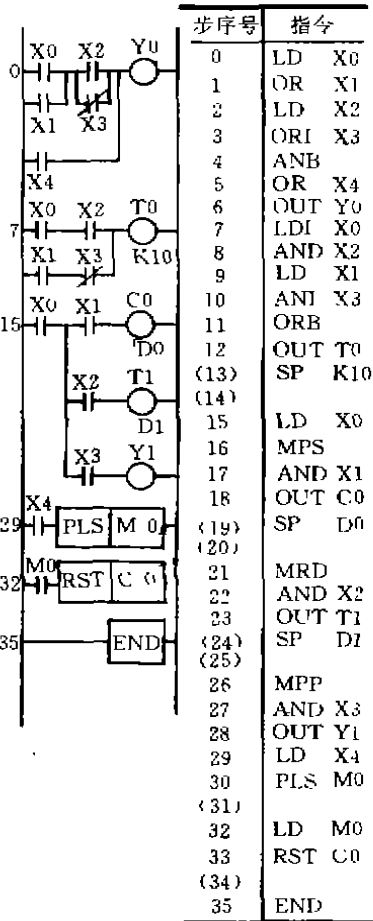 X0 X2 Y0
0
X1 X3
X4
X0 X2 T0
7
X1 X3 K10
X0 X1 C0
15
D0
X2 T1
D1
X3 Y1
X4
29 PLS M 0
M0
32 RST C 0
35 END
步序号 指令
0 LD X0
1 OR X1
2 LD X2
3 ORI X3
4 ANB
5 OR X4
6 OUT Y0
7 LDI X0
8 AND X2
9 LD X1
10 ANI X3
11 ORB
12 OUT T0
(13) SP K10
(14)
15 LD X0
16 MPS
17 AND X1
18 OUT C0
(19) SP D0
(20)
21 MRD
22 AND X2
23 OUT T1
(24) SP D1
(25)
26 MPP
27 AND X3
28 OUT Y1
29 LD X4
30 PLS M0
(31)
32 LD M0
33 RST C0
(34)
35 END